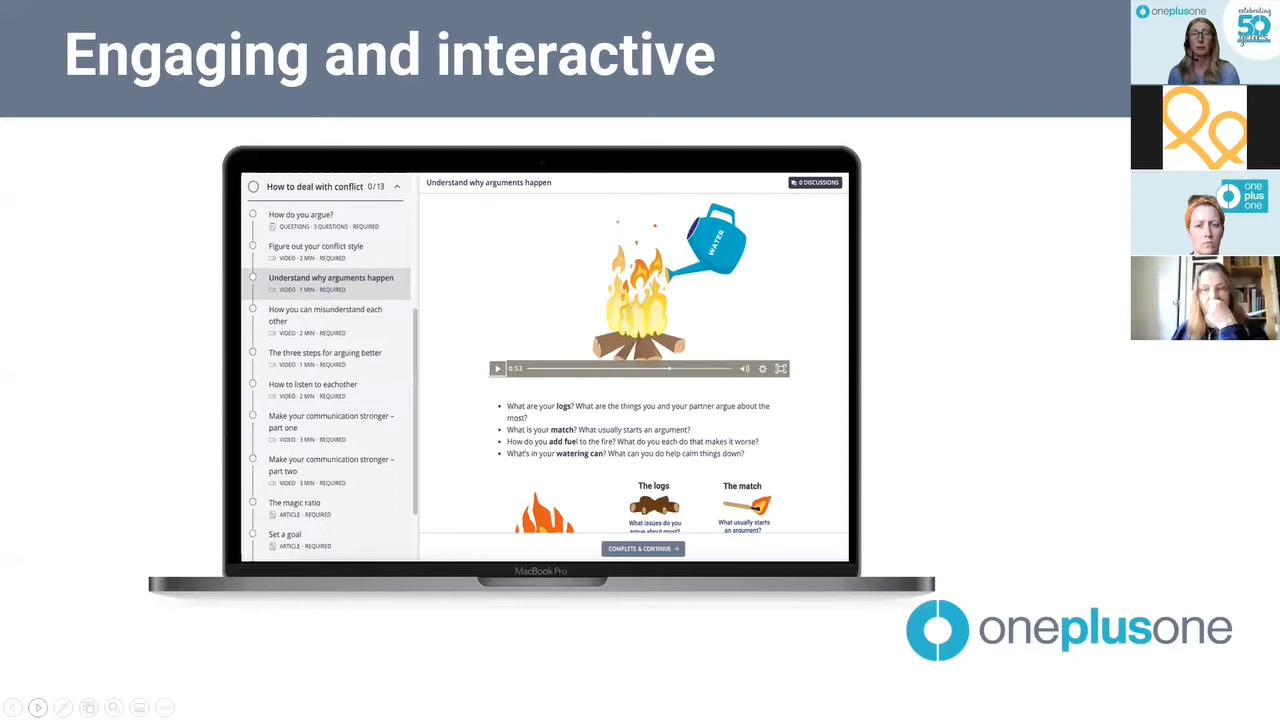 Engaging and interactive
How to deal with conflict 0/13
How do you argue?
QUESTIONS · 3 QUESTIONS · REQUIRED
Figure out your conflict style
VIDEO · 2 MIN · REQUIRED
Understand why arguments happen
VIDEO · 1 MIN · REQUIRED
How you can misunderstand each
other
VIDEO · 2 MIN · REQUIRED
The three steps for arguing better
VIDEO · 1 MIN · REQUIRED
How to listen to eachother
VIDEO · 2 MIN · REQUIRED
Make your communication stronger –
part one
VIDEO · 3 MIN · REQUIRED
Make your communication stronger –
part two
VIDEO · 3 MIN · REQUIRED
The magic ratio
ARTICLE · REQUIRED
Set a goal
ARTICLE · REQUIRED
Understand why arguments happen
0 DISCUSSIONS
WATER
0:53
• What are your logs? What are the things you and your partner argue about the
most?
• What is your match? What usually starts an argument?
• How do you add fuel to the fire? What do you each do that makes it worse?
• What's in your watering can? What can you do help calm things down?
The logs
What issues do you
argue about most?
The match
What usually starts
an argument?
COMPLETE & CONTINUE →
MacBook Pro
oneplusone
oneplusone
celebrating
50
years
one
plus
one